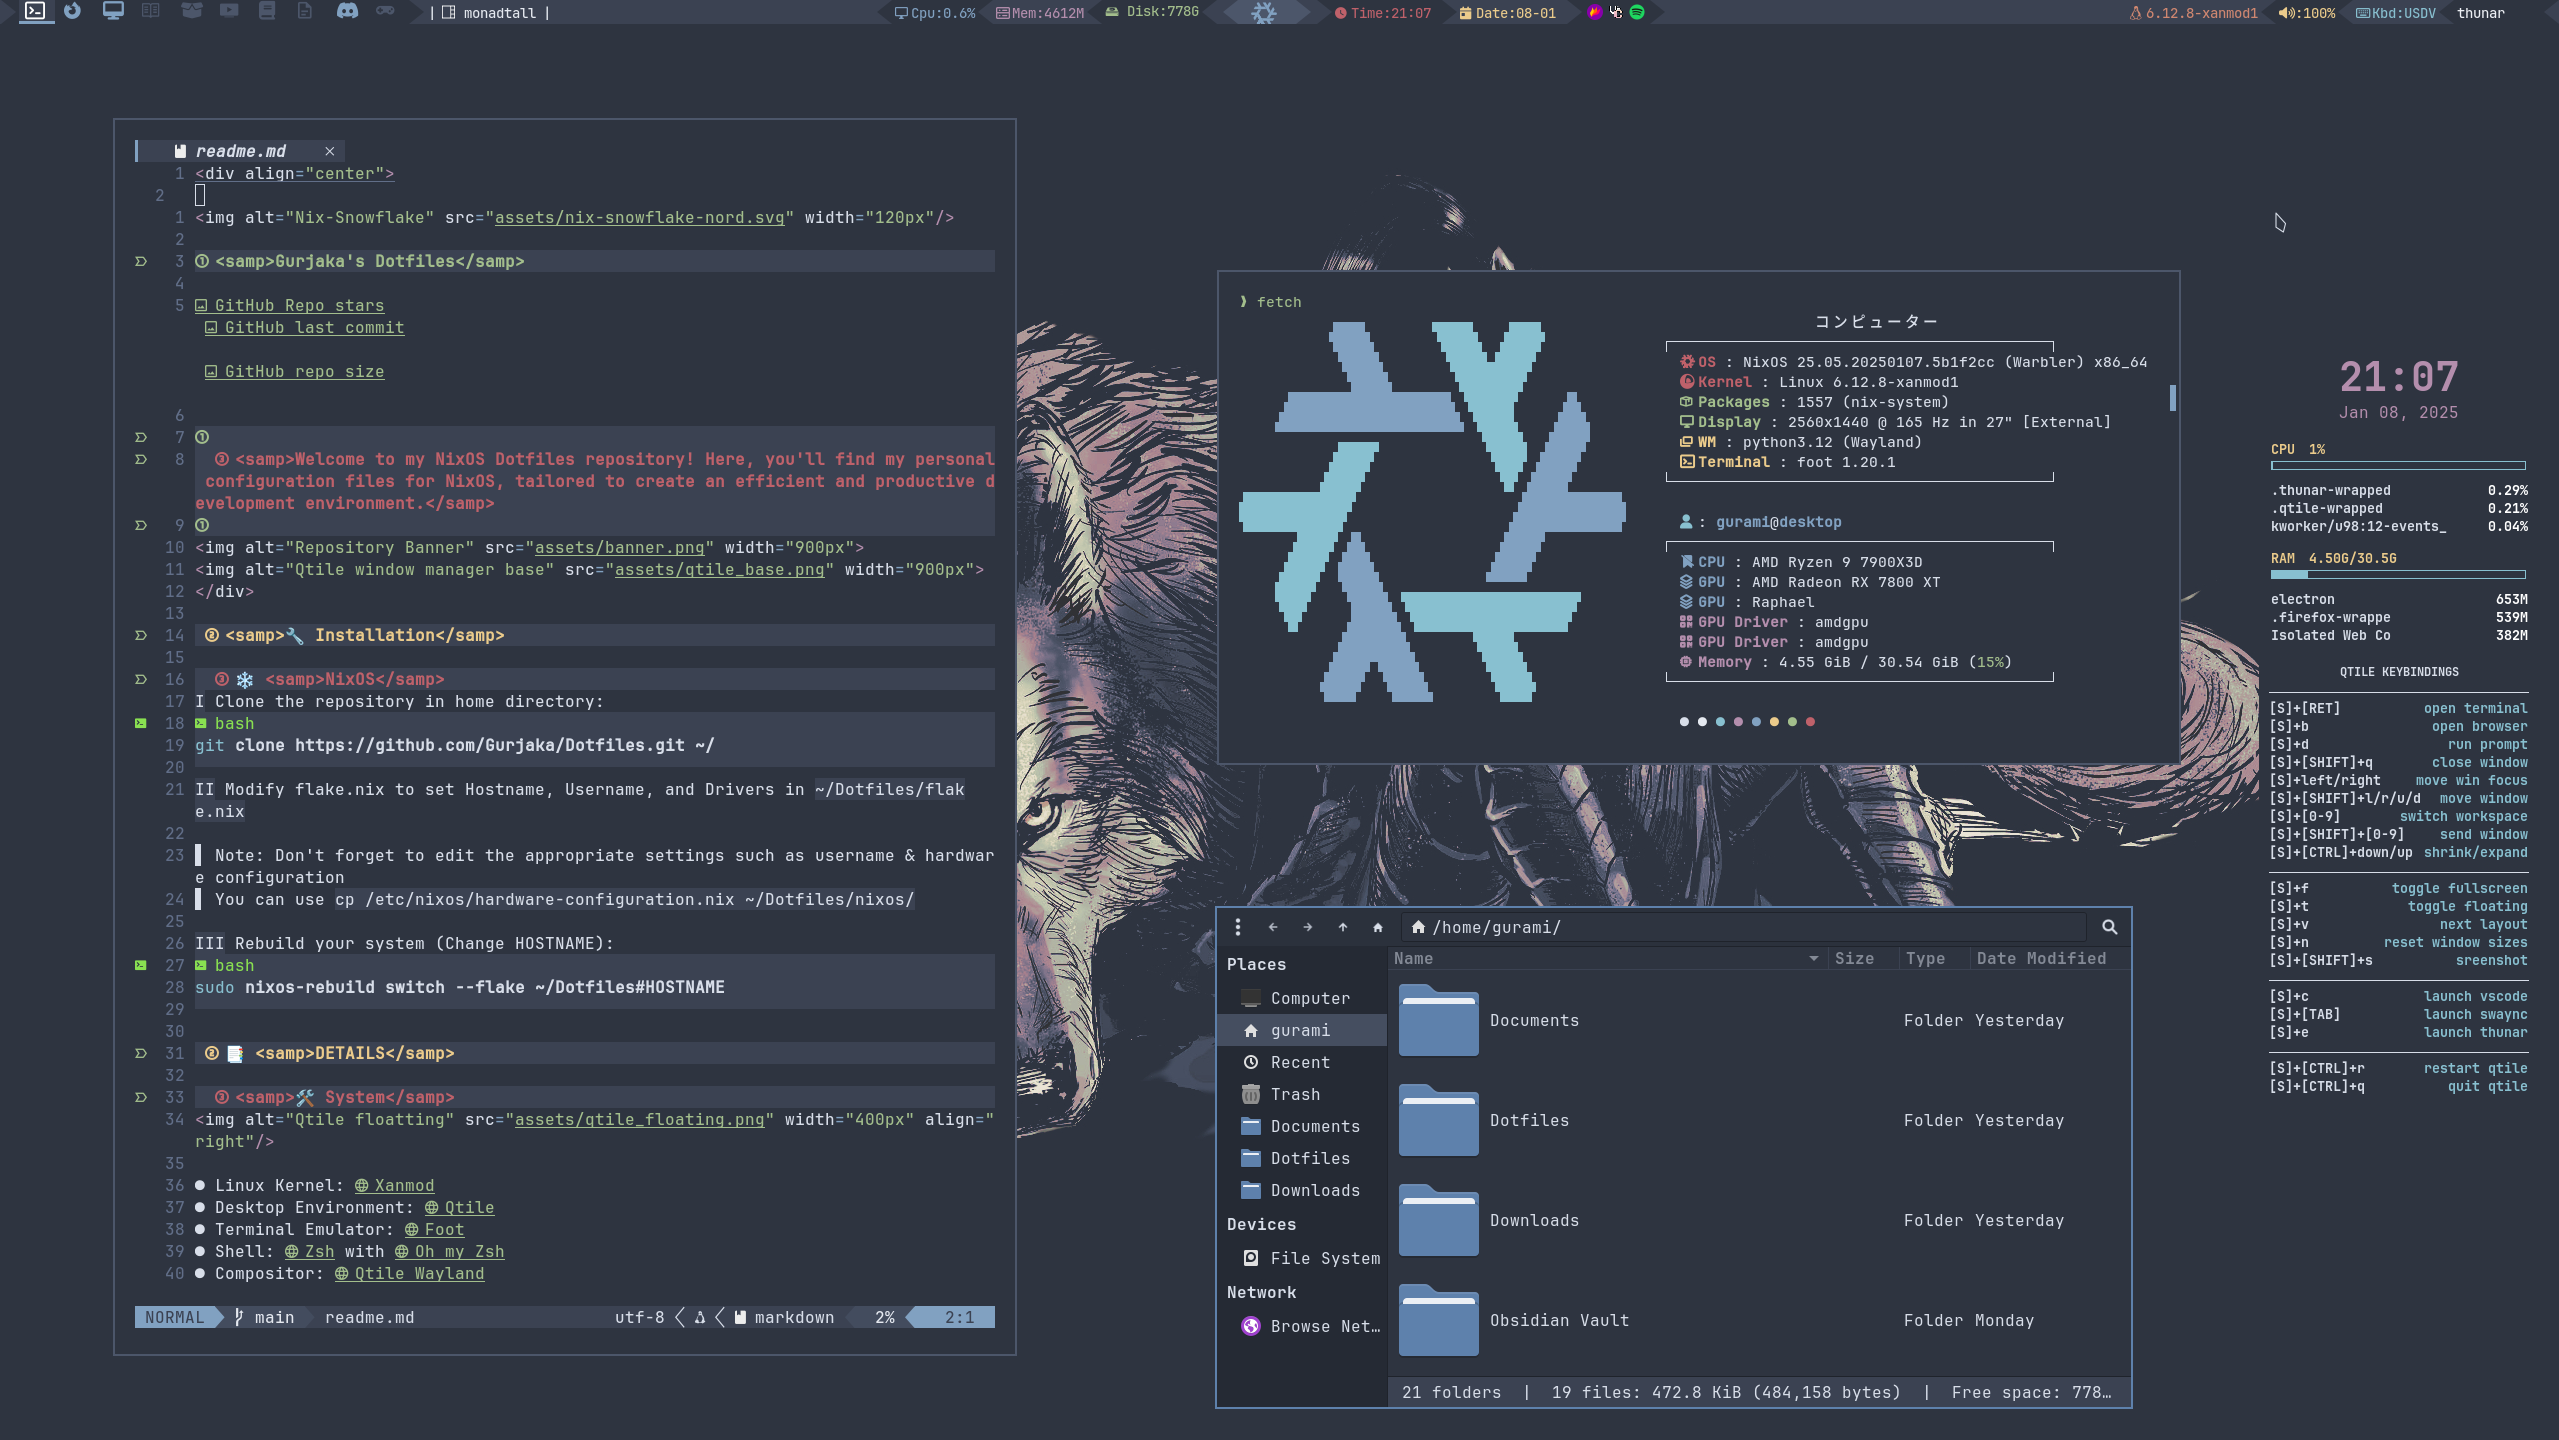 | monadtall |
Cpu:0.6%
Mem:4612M
Disk:778G
Time:21:07
Date:08-01
6.12.8-xanmod1
:100%
Kbd:USDV
thunar
readme.md ×
1 <div align="center">
2
1 <img alt="Nix-Snowflake" src="assets/nix-snowflake-nord.svg" width="120px"/>
2
3 ① <samp>Gurjaka's Dotfiles</samp>
4
5 GitHub Repo stars
GitHub last commit
GitHub repo size
6
7 ①
8 ③ <samp>Welcome to my NixOS Dotfiles repository! Here, you'll find my personal
configuration files for NixOS, tailored to create an efficient and productive d
evelopment environment.</samp>
9 ①
10 <img alt="Repository Banner" src="assets/banner.png" width="900px">
11 <img alt="Qtile window manager base" src="assets/qtile_base.png" width="900px">
12 </div>
13
14 ② <samp>🔧 Installation</samp>
15
16 ③ ❄️ <samp>NixOS</samp>
17 I Clone the repository in home directory:
18 bash
19 git clone https://github.com/Gurjaka/Dotfiles.git ~/
20
21 II Modify flake.nix to set Hostname, Username, and Drivers in ~/Dotfiles/flak
e.nix
22
23 Note: Don't forget to edit the appropriate settings such as username & hardwar
e configuration
24 You can use cp /etc/nixos/hardware-configuration.nix ~/Dotfiles/nixos/
25
26 III Rebuild your system (Change HOSTNAME):
27 bash
28 sudo nixos-rebuild switch --flake ~/Dotfiles#HOSTNAME
29
30
31 ② 📑 <samp>DETAILS</samp>
32
33 ③ <samp>🛠️ System</samp>
34 <img alt="Qtile floatting" src="assets/qtile_floating.png" width="400px" align="
right"/>
35
36 ● Linux Kernel: Xanmod
37 ● Desktop Environment: Qtile
38 ● Terminal Emulator: Foot
39 ● Shell: Zsh with Oh my Zsh
40 ● Compositor: Qtile Wayland
NORMAL main readme.md utf-8 markdown 2% 2:1
❱ fetch
コンピューター
OS : NixOS 25.05.20250107.5b1f2cc (Warbler) x86_64
Kernel : Linux 6.12.8-xanmod1
Packages : 1557 (nix-system)
Display : 2560x1440 @ 165 Hz in 27" [External]
WM : python3.12 (Wayland)
Terminal : foot 1.20.1
: gurami@desktop
CPU : AMD Ryzen 9 7900X3D
GPU : AMD Radeon RX 7800 XT
GPU : Raphael
GPU Driver : amdgpu
GPU Driver : amdgpu
Memory : 4.55 GiB / 30.54 GiB (15%)
/home/gurami/
Places
Computer
gurami
Recent
Trash
Documents
Dotfiles
Downloads
Devices
File System
Network
Browse Net…
Name Size Type Date Modified
Documents Folder Yesterday
Dotfiles Folder Yesterday
Downloads Folder Yesterday
Obsidian Vault Folder Monday
21 folders | 19 files: 472.8 KiB (484,158 bytes) | Free space: 778…
21:07
Jan 08, 2025
CPU 1%
.thunar-wrapped 0.29%
.qtile-wrapped 0.21%
kworker/u98:12-events_ 0.04%
RAM 4.50G/30.5G
electron 653M
.firefox-wrappe 539M
Isolated Web Co 382M
QTILE KEYBINDINGS
[S]+[RET] open terminal
[S]+b open browser
[S]+d run prompt
[S]+[SHIFT]+q close window
[S]+left/right move win focus
[S]+[SHIFT]+l/r/u/d move window
[S]+[0-9] switch workspace
[S]+[SHIFT]+[0-9] send window
[S]+[CTRL]+down/up shrink/expand
[S]+f toggle fullscreen
[S]+t toggle floating
[S]+v next layout
[S]+n reset window sizes
[S]+[SHIFT]+s sreenshot
[S]+c launch vscode
[S]+[TAB] launch swaync
[S]+e launch thunar
[S]+[CTRL]+r restart qtile
[S]+[CTRL]+q quit qtile